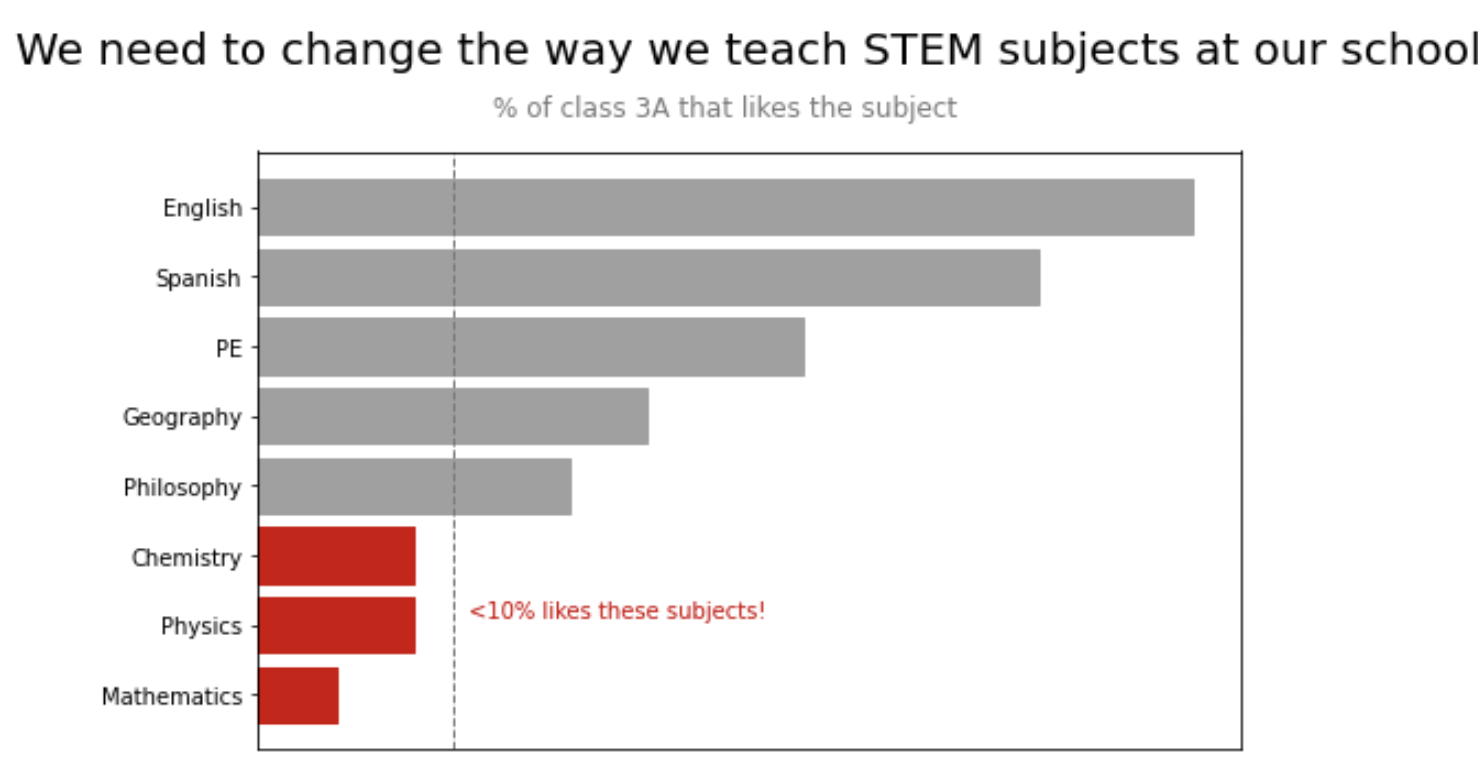 We need to change the way we teach STEM subjects at our school
% of class 3A that likes the subject
English
Spanish
PE
Geography
Philosophy
Chemistry
Physics
<10% likes these subjects!
Mathematics